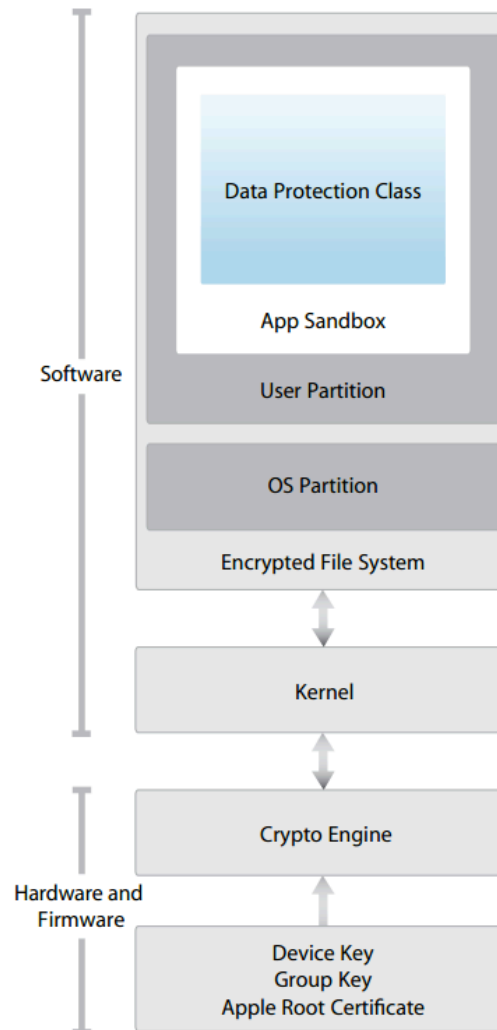 Data Protection Class
App Sandbox
User Partition
OS Partition
Encrypted File System
Software
Kernel
Crypto Engine
Hardware and
Firmware
Device Key
Group Key
Apple Root Certificate